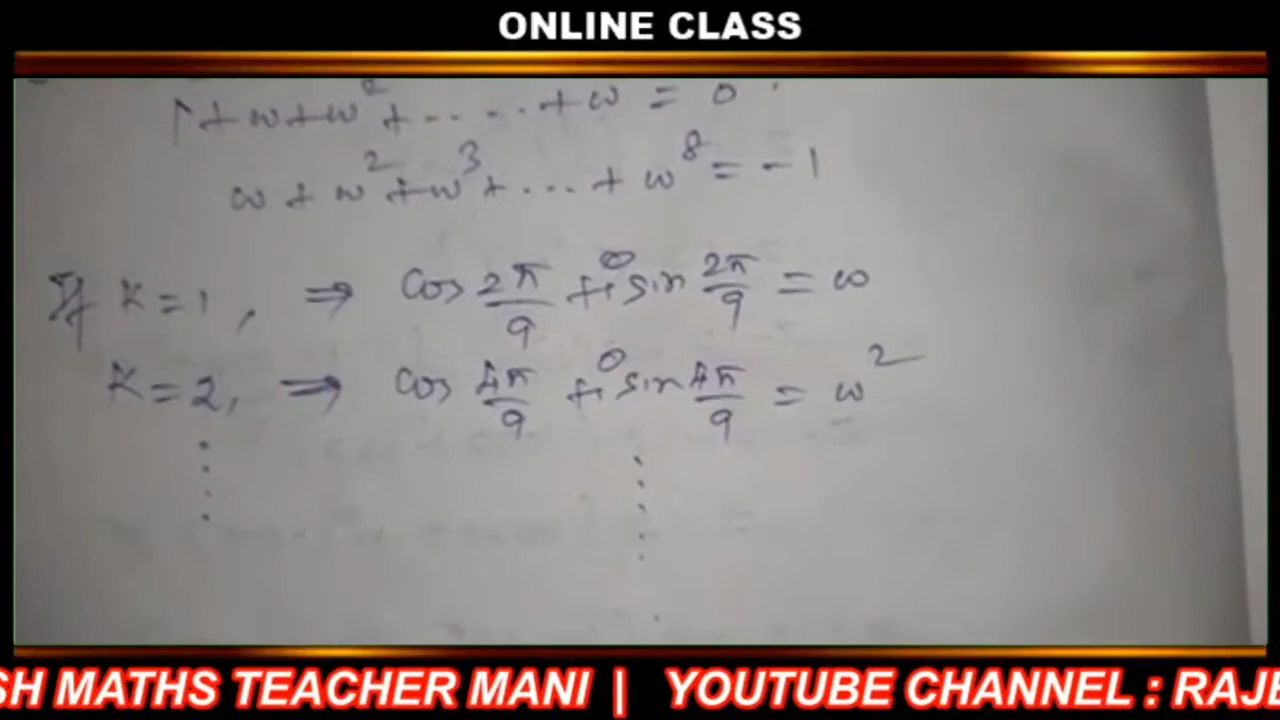 ONLINE CLASS
1 + ω + ω² + ..... + ω = 0.
ω + ω² + ω³ + ... + ω⁸ = -1
If K = 1, ⇒ Cos 2π/9 + i sin 2π/9 = ω
K = 2, ⇒ Cos 4π/9 + i sin 4π/9 = ω²
SH MATHS TEACHER MANI | YOUTUBE CHANNEL : RAJE